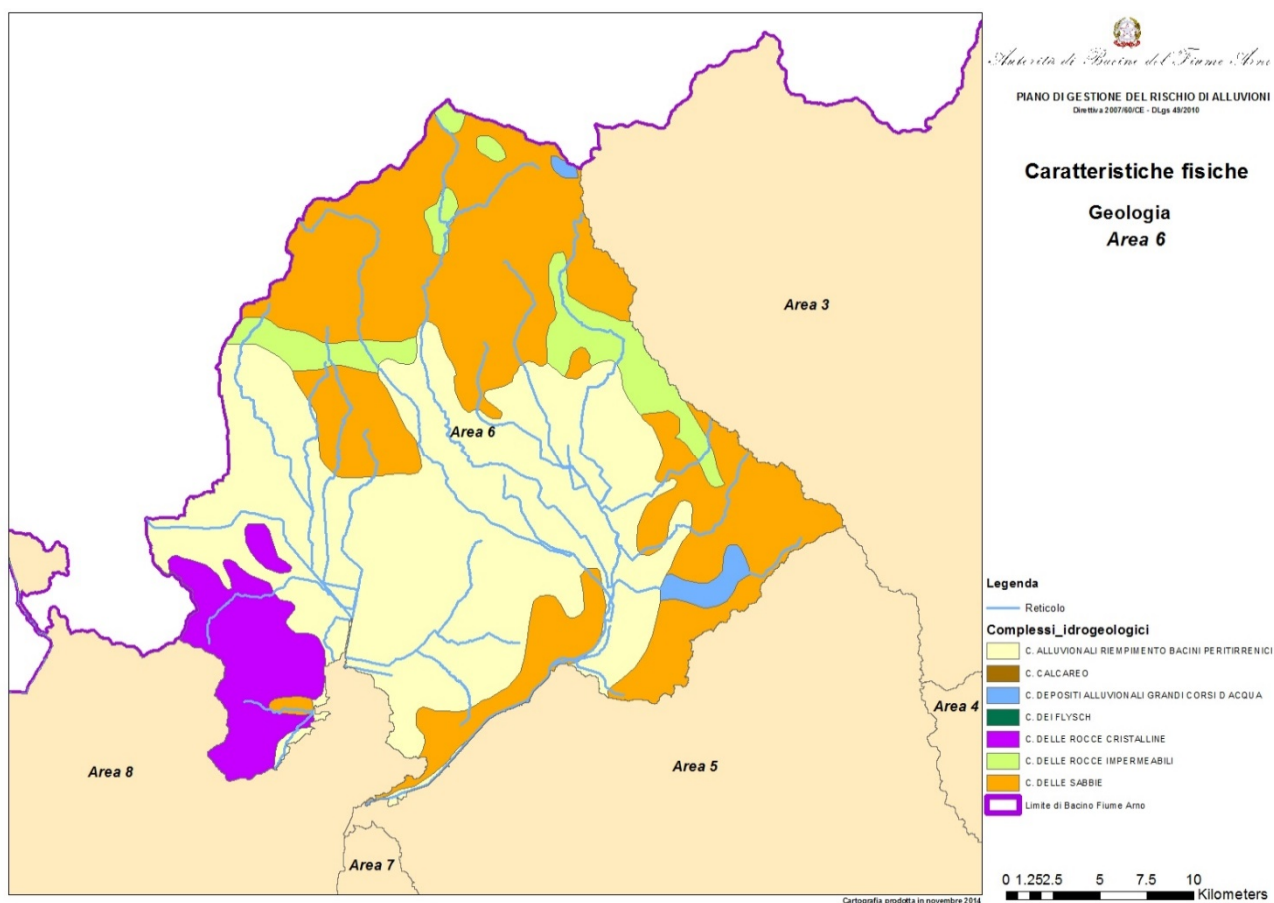 Autorità di Bacino del Fiume Arno
PIANO DI GESTIONE DEL RISCHIO DI ALLUVIONI
Direttiva 2007/60/CE - DLgs 49/2010
Caratteristiche fisiche
Geologia
Area 6
Area 3
Area 6
Area 4
Area 5
Area 8
Area 7
Legenda
Reticolo
Complessi_idrogeologici
C. ALLUVIONALI RIEMPIMENTO BACINI PERITIRRENICI
C. CALCAREO
C. DEPOSITI ALLUVIONALI GRANDI CORSI D ACQUA
C. DEI FLYSCH
C. DELLE ROCCE CRISTALLINE
C. DELLE ROCCE IMPERMEABILI
C. DELLE SABBIE
Limite di Bacino Fiume Arno
0 1.252.5 5 7.5 10
Kilometers
Cartografia prodotta in novembre 2014